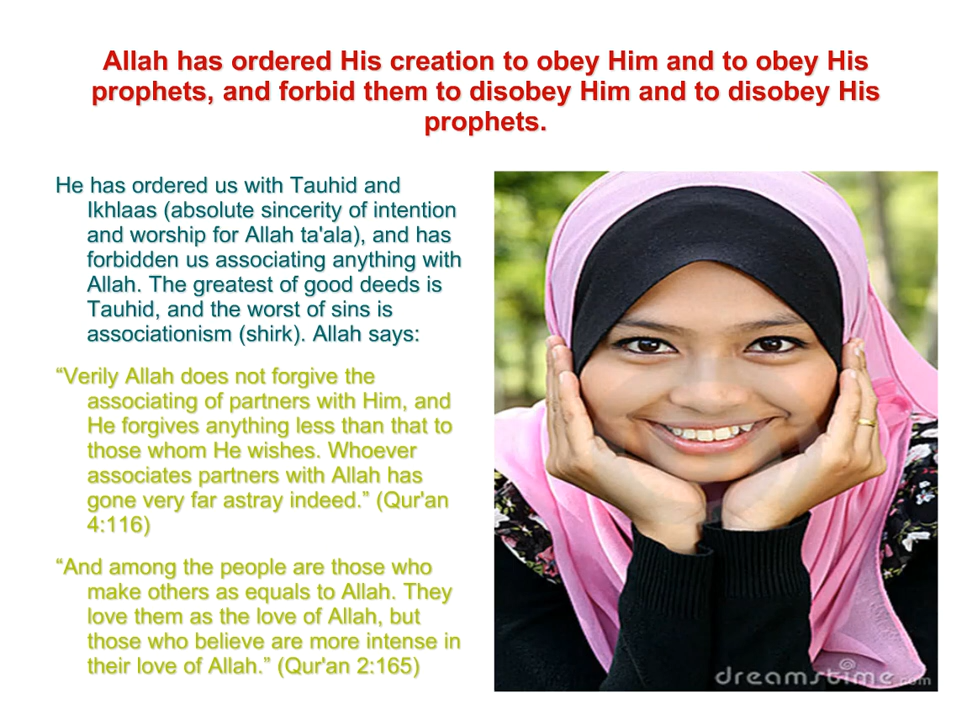 Allah has ordered His creation to obey Him and to obey His
prophets, and forbid them to disobey Him and to disobey His
prophets.
He has ordered us with Tauhid and
Ikhlaas (absolute sincerity of intention
and worship for Allah ta'ala), and has
forbidden us associating anything with
Allah. The greatest of good deeds is
Tauhid, and the worst of sins is
associationism (shirk). Allah says:
“Verily Allah does not forgive the
associating of partners with Him, and
He forgives anything less than that to
those whom He wishes. Whoever
associates partners with Allah has
gone very far astray indeed.” (Qur'an
4:116)
“And among the people are those who
make others as equals to Allah. They
love them as the love of Allah, but
those who believe are more intense in
their love of Allah.” (Qur'an 2:165)
dreamstime.com